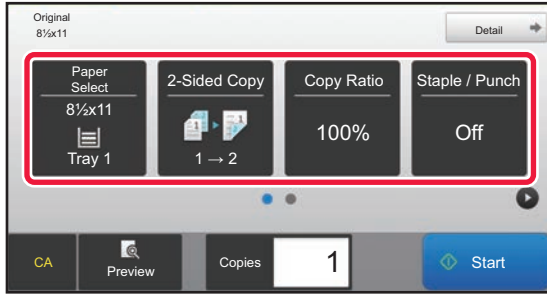 Original
8½x11
Detail
Paper
Select
8½x11
Tray 1
2-Sided Copy
1 → 2
Copy Ratio
100%
Staple / Punch
Off
CA
Preview
Copies
1
Start